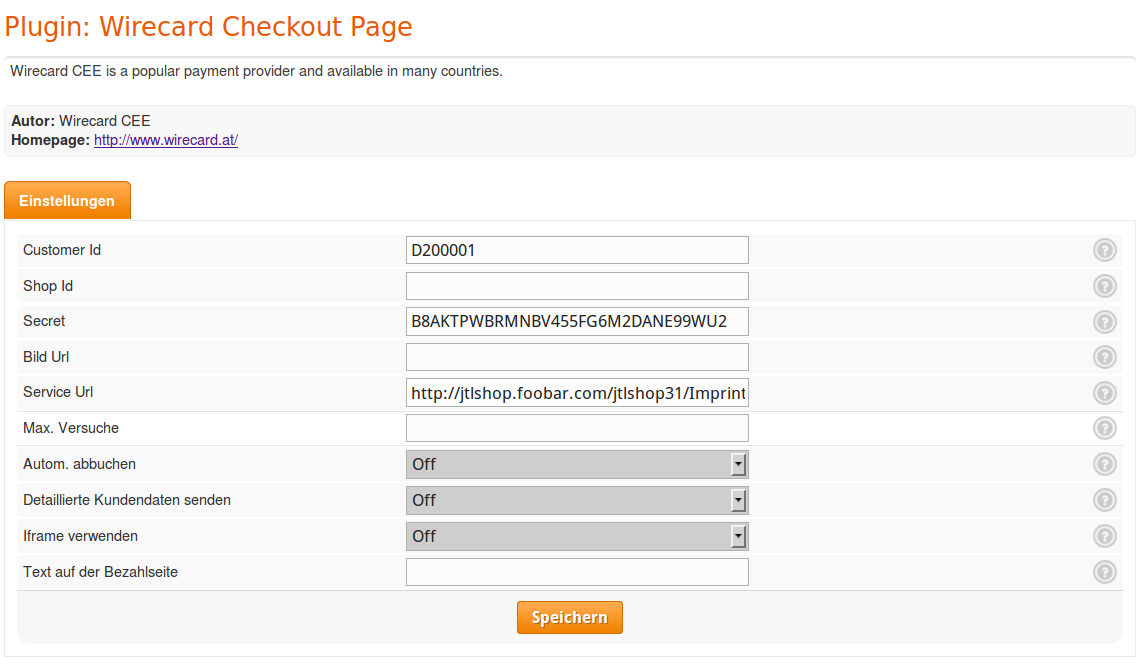 Plugin: Wirecard Checkout Page
Wirecard CEE is a popular payment provider and available in many countries.
Autor: Wirecard CEE
Homepage: http://www.wirecard.at/
Einstellungen
Customer Id D200001 ?
Shop Id ?
Secret B8AKTPWBRMNBV455FG6M2DANE99WU2 ?
Bild Url ?
Service Url http://jtlshop.foobar.com/jtlshop31/Imprint ?
Max. Versuche ?
Autom. abbuchen Off ?
Detaillierte Kundendaten senden Off ?
Iframe verwenden Off ?
Text auf der Bezahlseite ?
Speichern